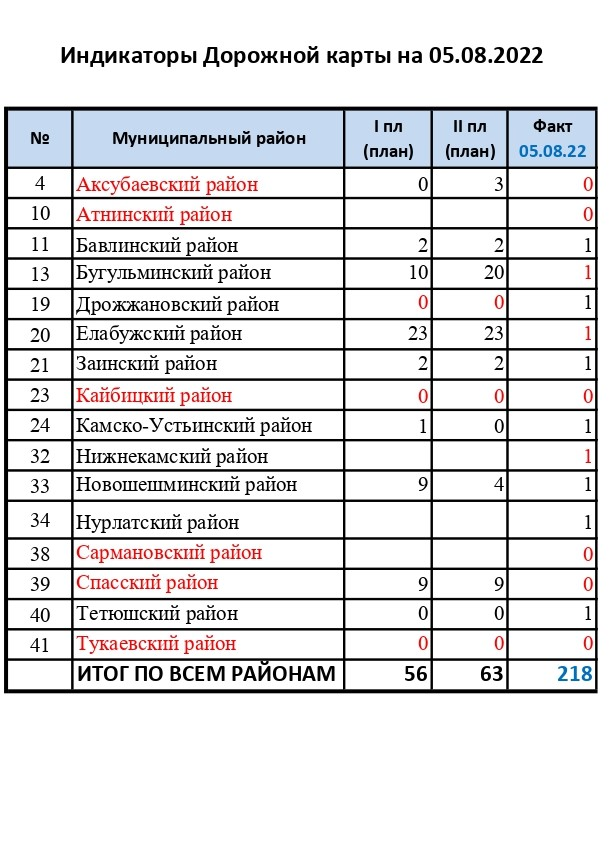 Индикаторы Дорожной карты на 05.08.2022
№ Муниципальный район I пл (план) II пл (план) Факт 05.08.22
4 Аксубаевский район 0 3 0
10 Атнинский район 0
11 Бавлинский район 2 2 1
13 Бугульминский район 10 20 1
19 Дрожжановский район 0 0 1
20 Елабужский район 23 23 1
21 Заинский район 2 2 1
23 Кайбицкий район 0 0 0
24 Камско-Устьинский район 1 0 1
32 Нижнекамский район 1
33 Новошешминский район 9 4 1
34 Нурлатский район 1
38 Сармановский район 0
39 Спасский район 9 9 0
40 Тетюшский район 0 0 1
41 Тукаевский район 0 0 0
ИТОГ ПО ВСЕМ РАЙОНАМ 56 63 218